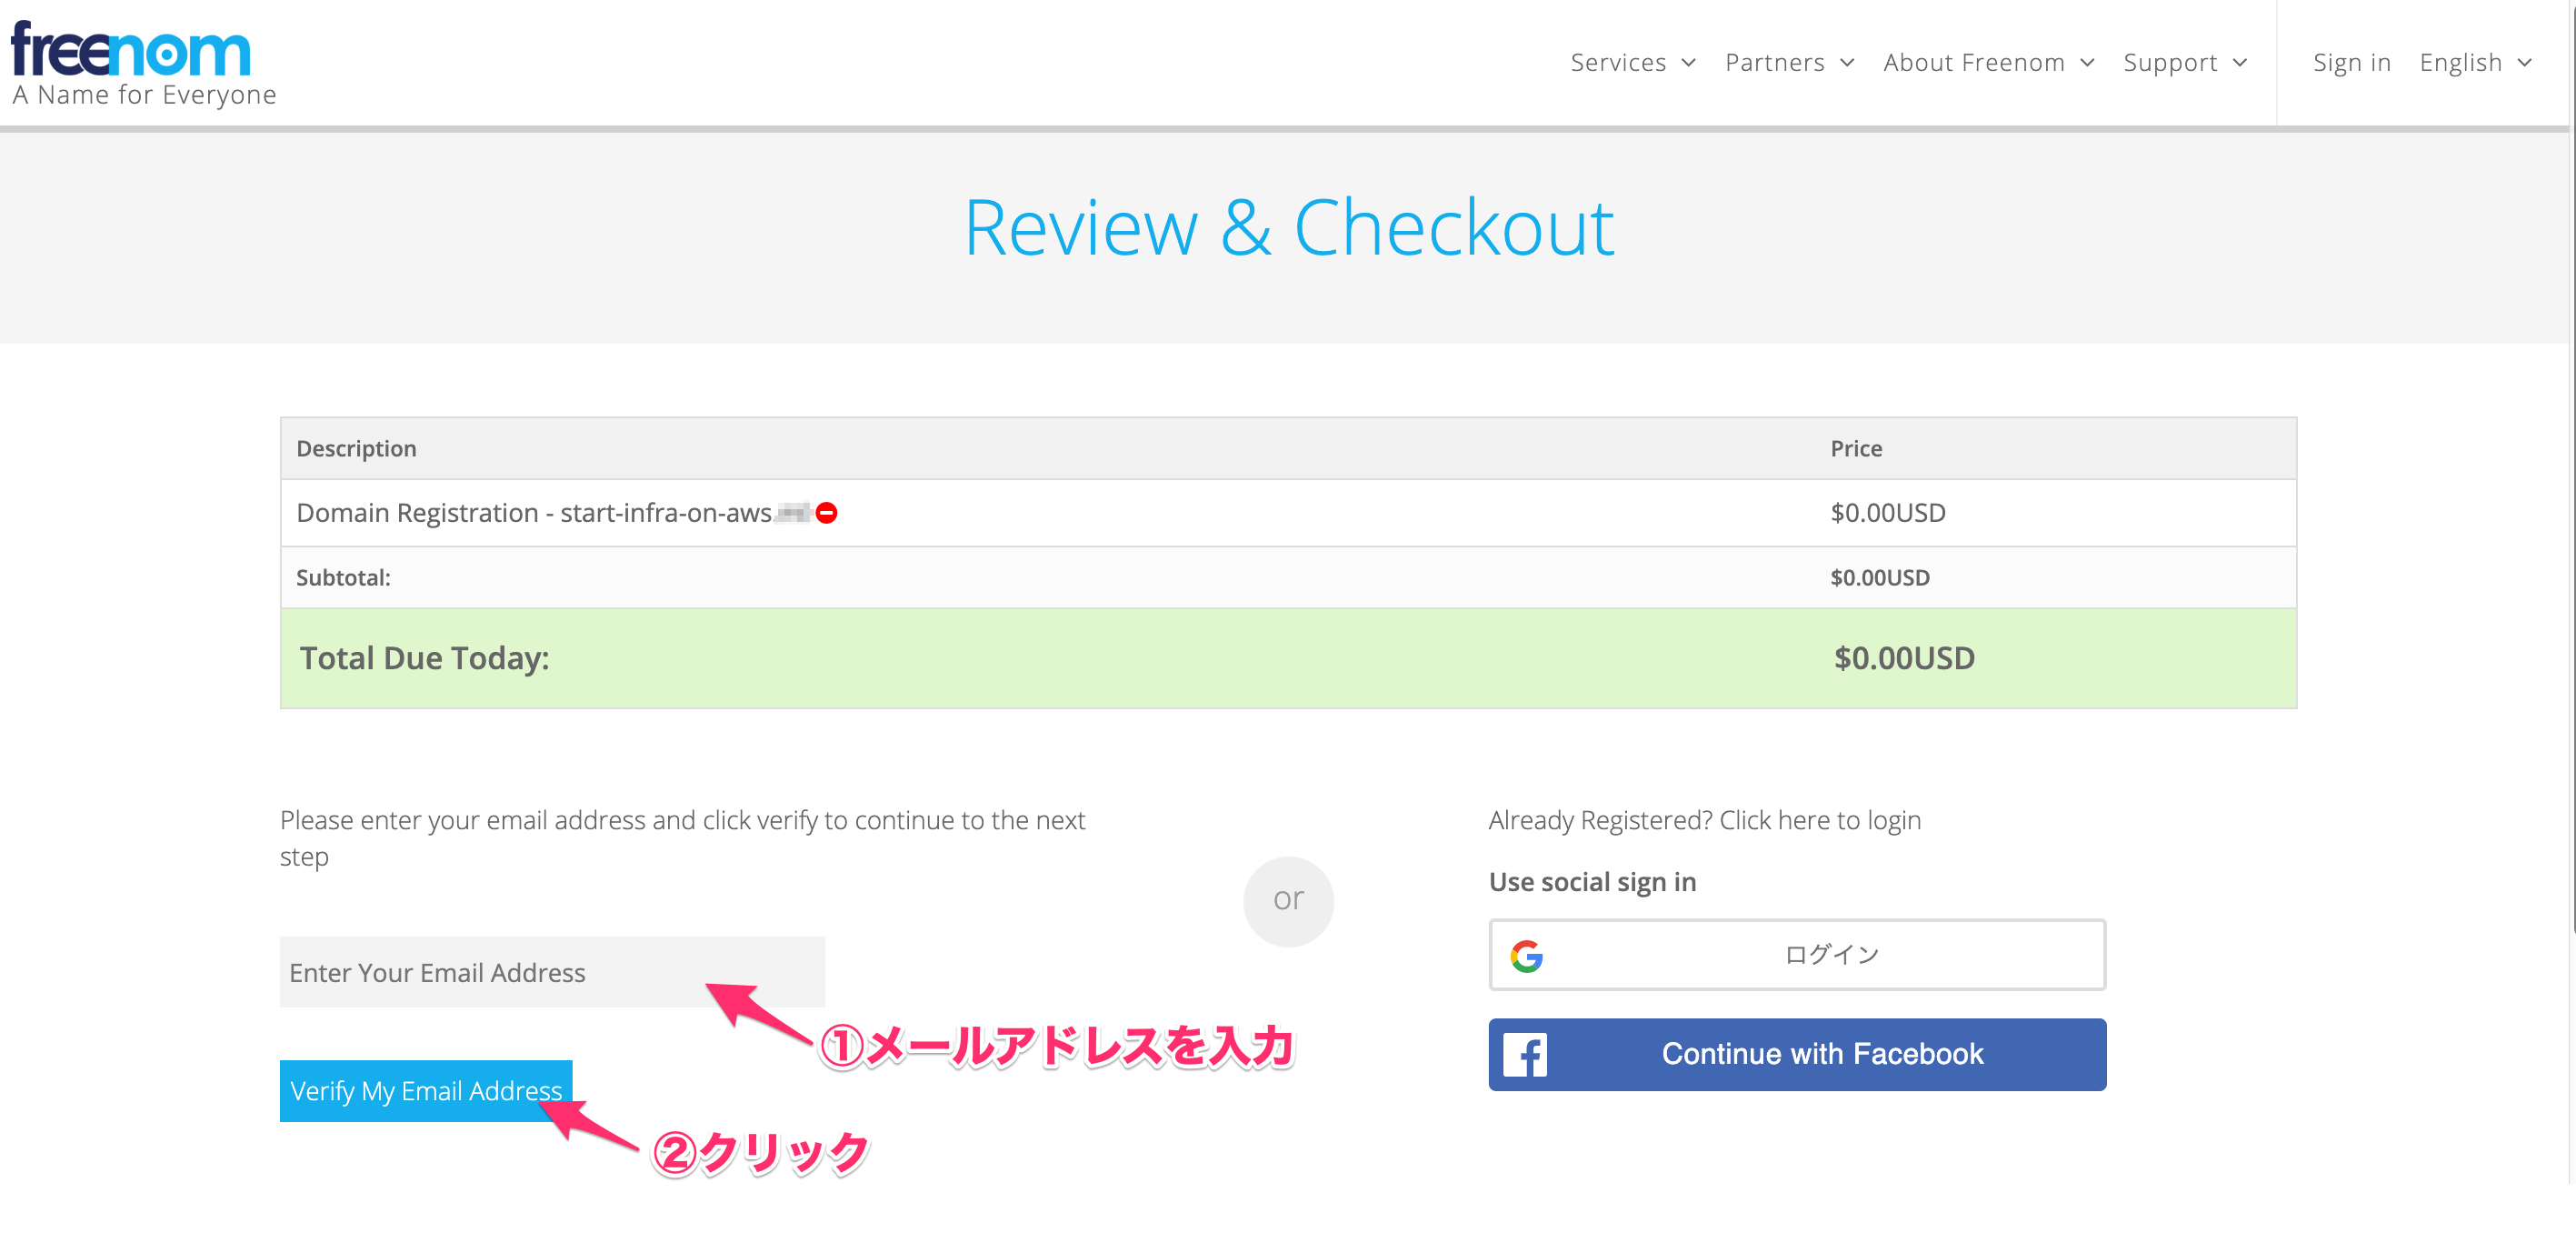 freenom
A Name for Everyone
Services Partners About Freenom Support Sign in English
Review & Checkout
Description Price
Domain Registration - start-infra-on-aws. $0.00USD
Subtotal: $0.00USD
Total Due Today: $0.00USD
Please enter your email address and click verify to continue to the next
step
Enter Your Email Address
①メールアドレスを入力
Verify My Email Address
②クリック
or
Already Registered? Click here to login
Use social sign in
ログイン
Continue with Facebook